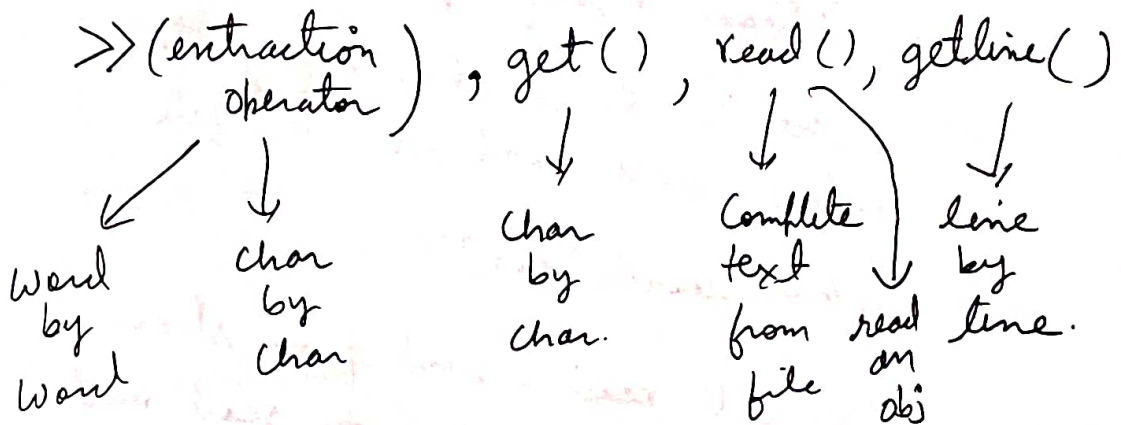 >> (extraction operator), get(), read(), getline()
word by word
char by char
char by char.
Complete text from file
read an obj
line by line.